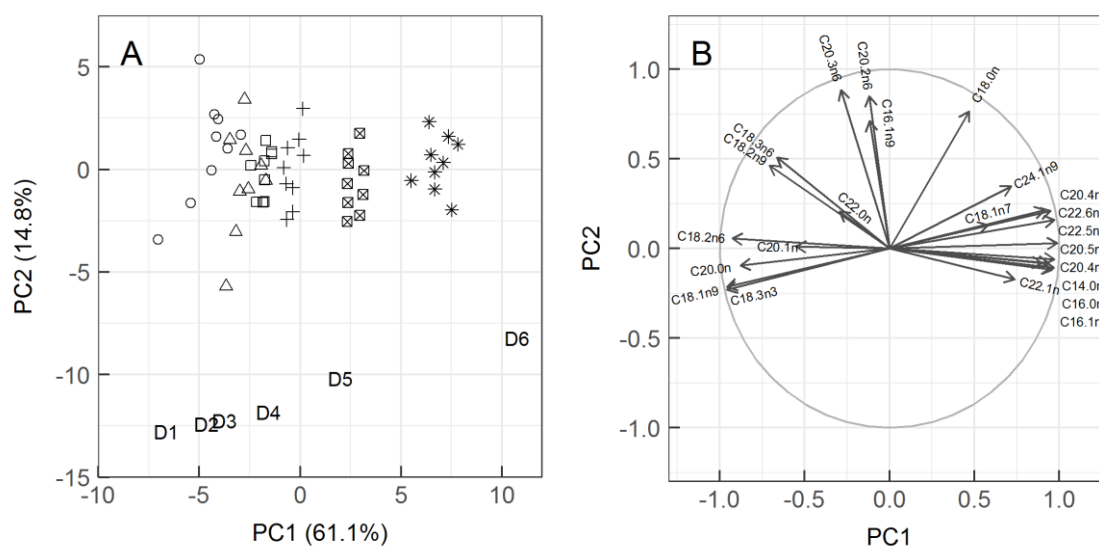 A
5
0
-5
-10
-15
-10
-5
0
5
10
PC2 (14.8%)
PC1 (61.1%)
D1
D2
D3
D4
D5
D6
B
1.0
0.5
0.0
-0.5
-1.0
-1.0
-0.5
0.0
0.5
1.0
PC2
PC1
C20.3n6
C20.2n6
C16.1n9
C18.0n
C18.3n6
C18.2n9
C22.0n
C24.1n9
C18.1n7
C20.4n
C22.6n
C22.5n
C20.5n
C20.4n
C14.0n
C16.0n
C16.1n
C22.1n
C18.2n6
C20.1n
C20.0n
C18.1n9
C18.3n3